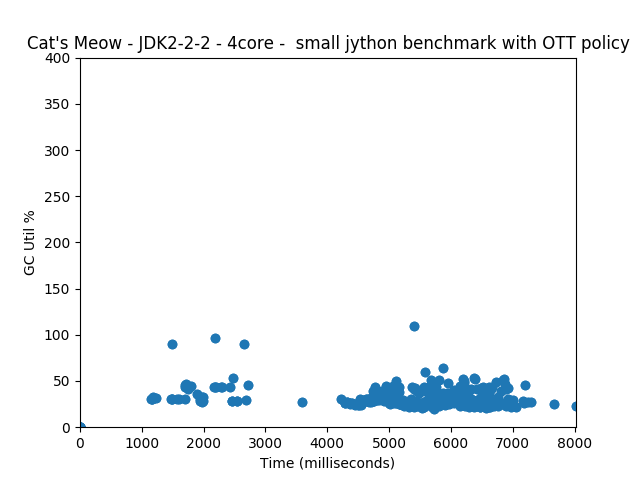 Cat's Meow - JDK2-2-2 - 4core -  small jython benchmark with OTT policy
400
350
300
250
200
150
100
50
0
GC Util %
0 1000 2000 3000 4000 5000 6000 7000 8000
Time (milliseconds)